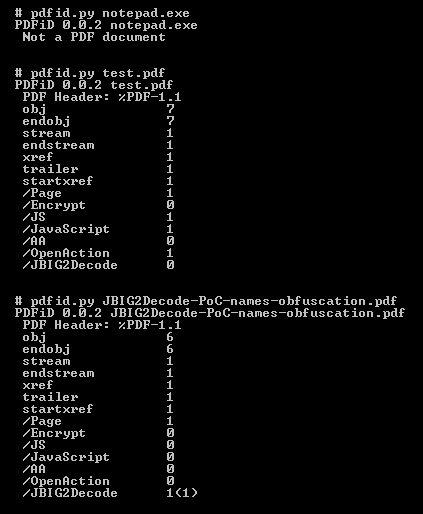 # pdfid.py notepad.exe
PDFiD 0.0.2 notepad.exe
Not a PDF document
# pdfid.py test.pdf
PDFiD 0.0.2 test.pdf
PDF Header: %PDF-1.1
obj 7
endobj 7
stream 1
endstream 1
xref 1
trailer 1
startxref 1
/Page 1
/Encrypt 0
/JS 1
/JavaScript 1
/AA 0
/OpenAction 1
/JBIG2Decode 0
# pdfid.py JBIG2Decode-PoC-names-obfuscation.pdf
PDFiD 0.0.2 JBIG2Decode-PoC-names-obfuscation.pdf
PDF Header: %PDF-1.1
obj 6
endobj 6
stream 1
endstream 1
xref 1
trailer 1
startxref 1
/Page 1
/Encrypt 0
/JS 0
/JavaScript 0
/AA 0
/OpenAction 0
/JBIG2Decode 1(1)